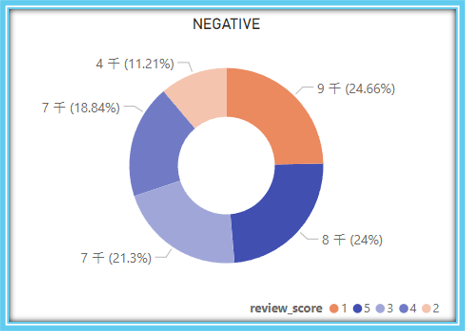 NEGATIVE
4 千 (11.21%)
9 千 (24.66%)
7 千 (18.84%)
7 千 (21.3%)
8 千 (24%)
review_score 1 5 3 4 2